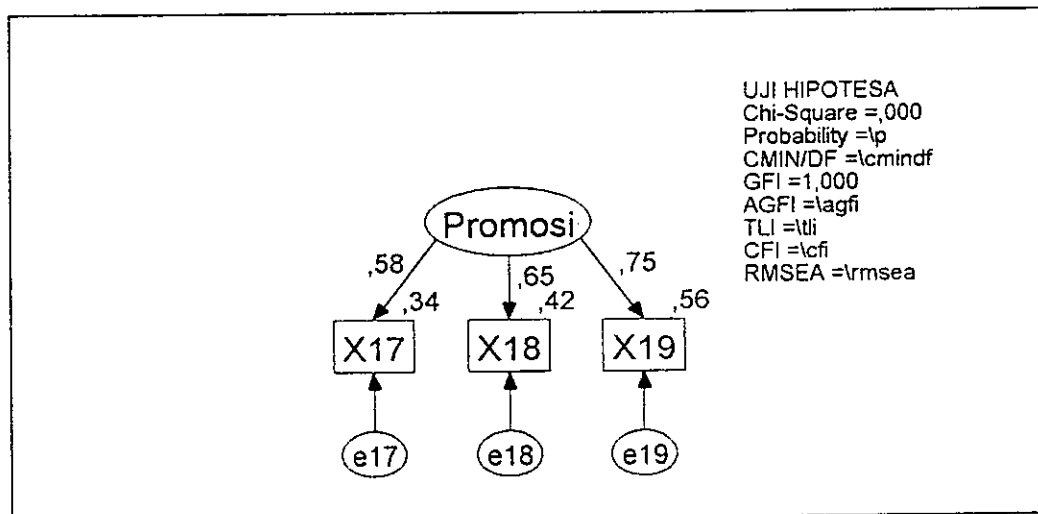 UJI HIPOTESA
Chi-Square =,000
Probability =\p
CMIN/DF =\cmindf
GFI =1,000
AGFI =\agfi
TLI =\tli
CFI =\cfi
RMSEA =\rmsea
Promosi
,58
,65
,75
,34
,42
,56
X17
X18
X19
e17
e18
e19